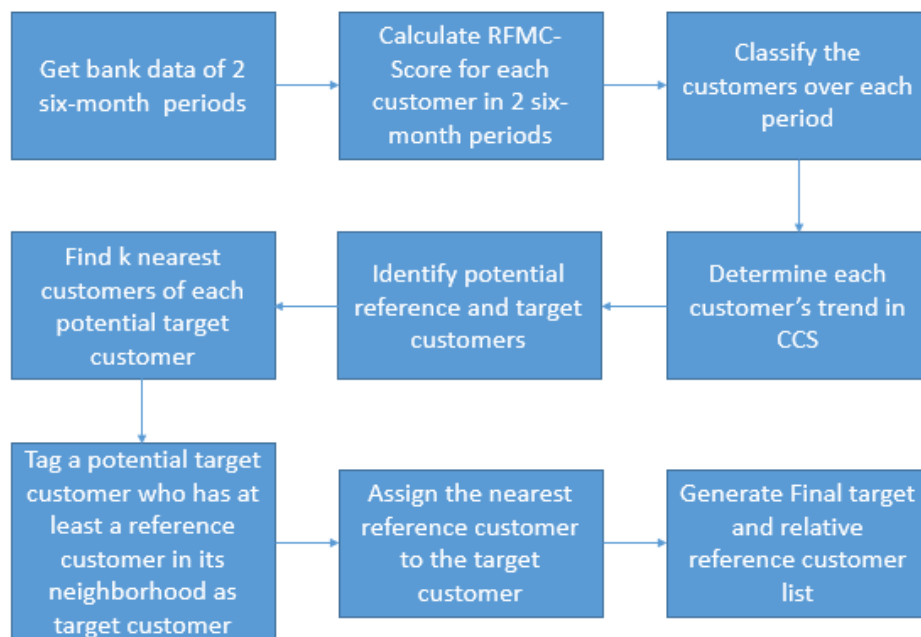 Get bank data of 2
six-month periods
Calculate RFMC-
Score for each
customer in 2 six-
month periods
Classify the
customers over each
period
Determine each
customer's trend in
CCS
Identify potential
reference and target
customers
Find k nearest
customers of each
potential target
customer
Tag a potential target
customer who has at
least a reference
customer in its
neighborhood as
target customer
Assign the nearest
reference customer
to the target
customer
Generate Final target
and relative
reference customer
list